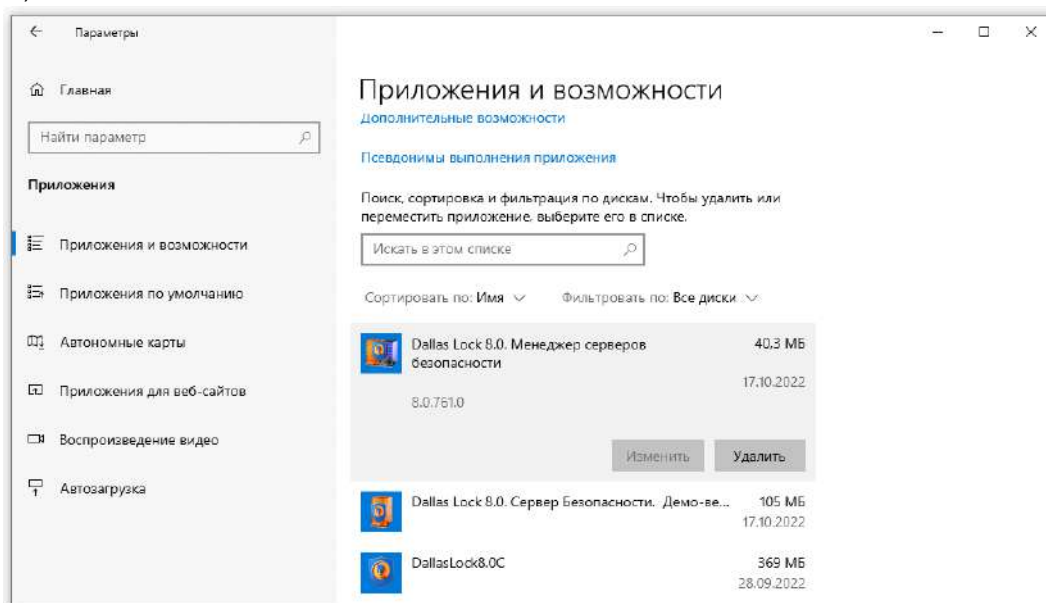 Параметры
Главная
Найти параметр
Приложения
Приложения и возможности
Приложения по умолчанию
Автономные карты
Приложения для веб-сайтов
Воспроизведение видео
Автозагрузка
Приложения и возможности
Дополнительные возможности
Псевдонимы выполнения приложения
Поиск, сортировка и фильтрация по дискам. Чтобы удалить или
переместить приложение, выберите его в списке.
Искать в этом списке
Сортировать по: Имя Фильтровать по: Все диски
Dallas Lock 8.0. Менеджер серверов 40,3 МБ
безопасности
17.10.2022
8.0.761.0
Изменить Удалить
Dallas Lock 8.0. Сервер Безопасности. Демо-ве... 105 МБ
17.10.2022
DallasLock8.0C 369 МБ
28.09.2022